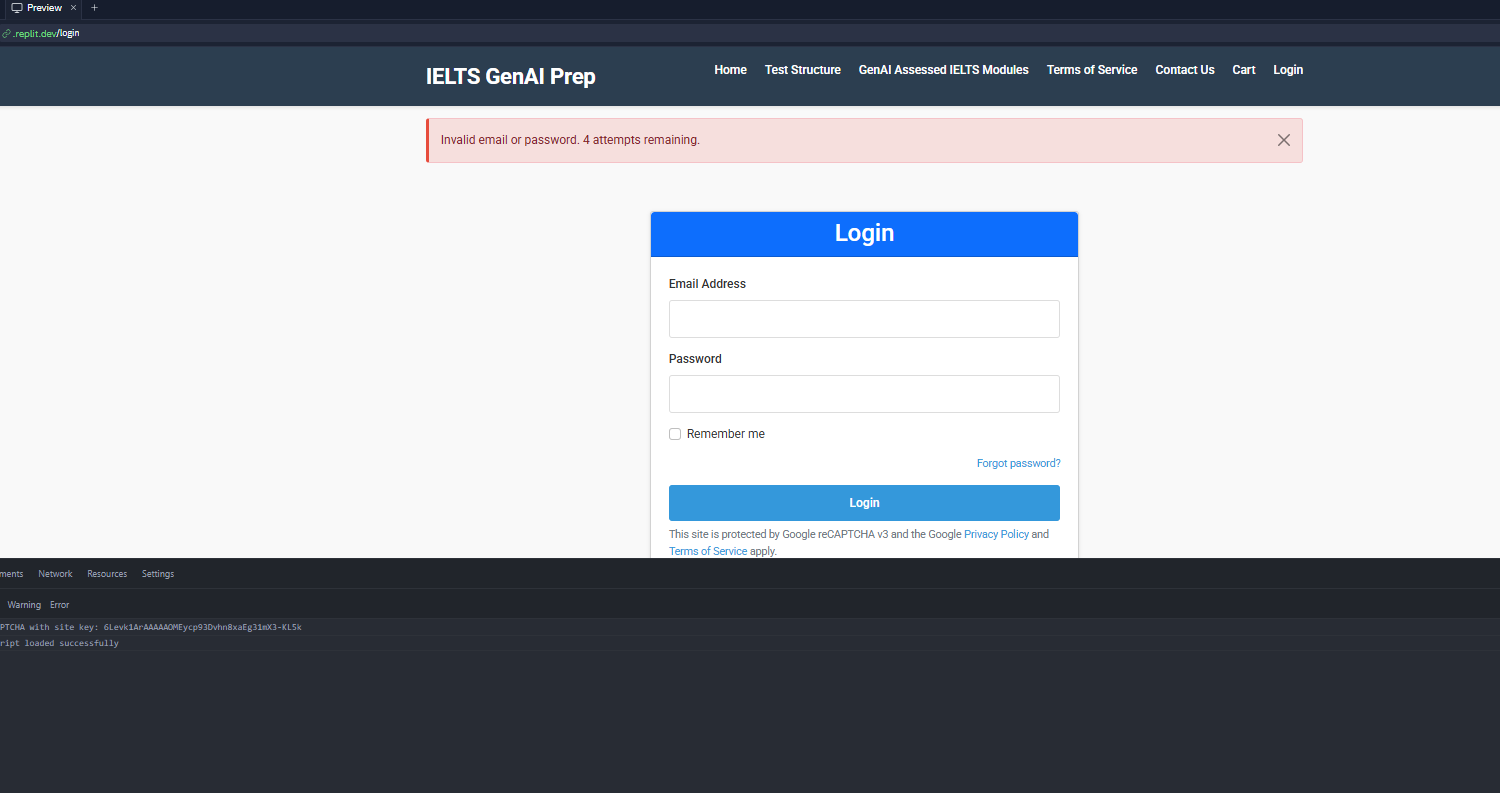 Preview × +
.replit.dev/login
IELTS GenAI Prep
Home Test Structure GenAI Assessed IELTS Modules Terms of Service Contact Us Cart Login
Invalid email or password. 4 attempts remaining.
Login
Email Address
Password
Remember me
Forgot password?
Login
This site is protected by Google reCAPTCHA v3 and the Google Privacy Policy and
Terms of Service apply.
ments Network Resources Settings
Warning Error
PTCHA with site key: 6Levk1ArAAAAAOMEycp93Dvhn8xaEg31mX3-KL5k
ript loaded successfully